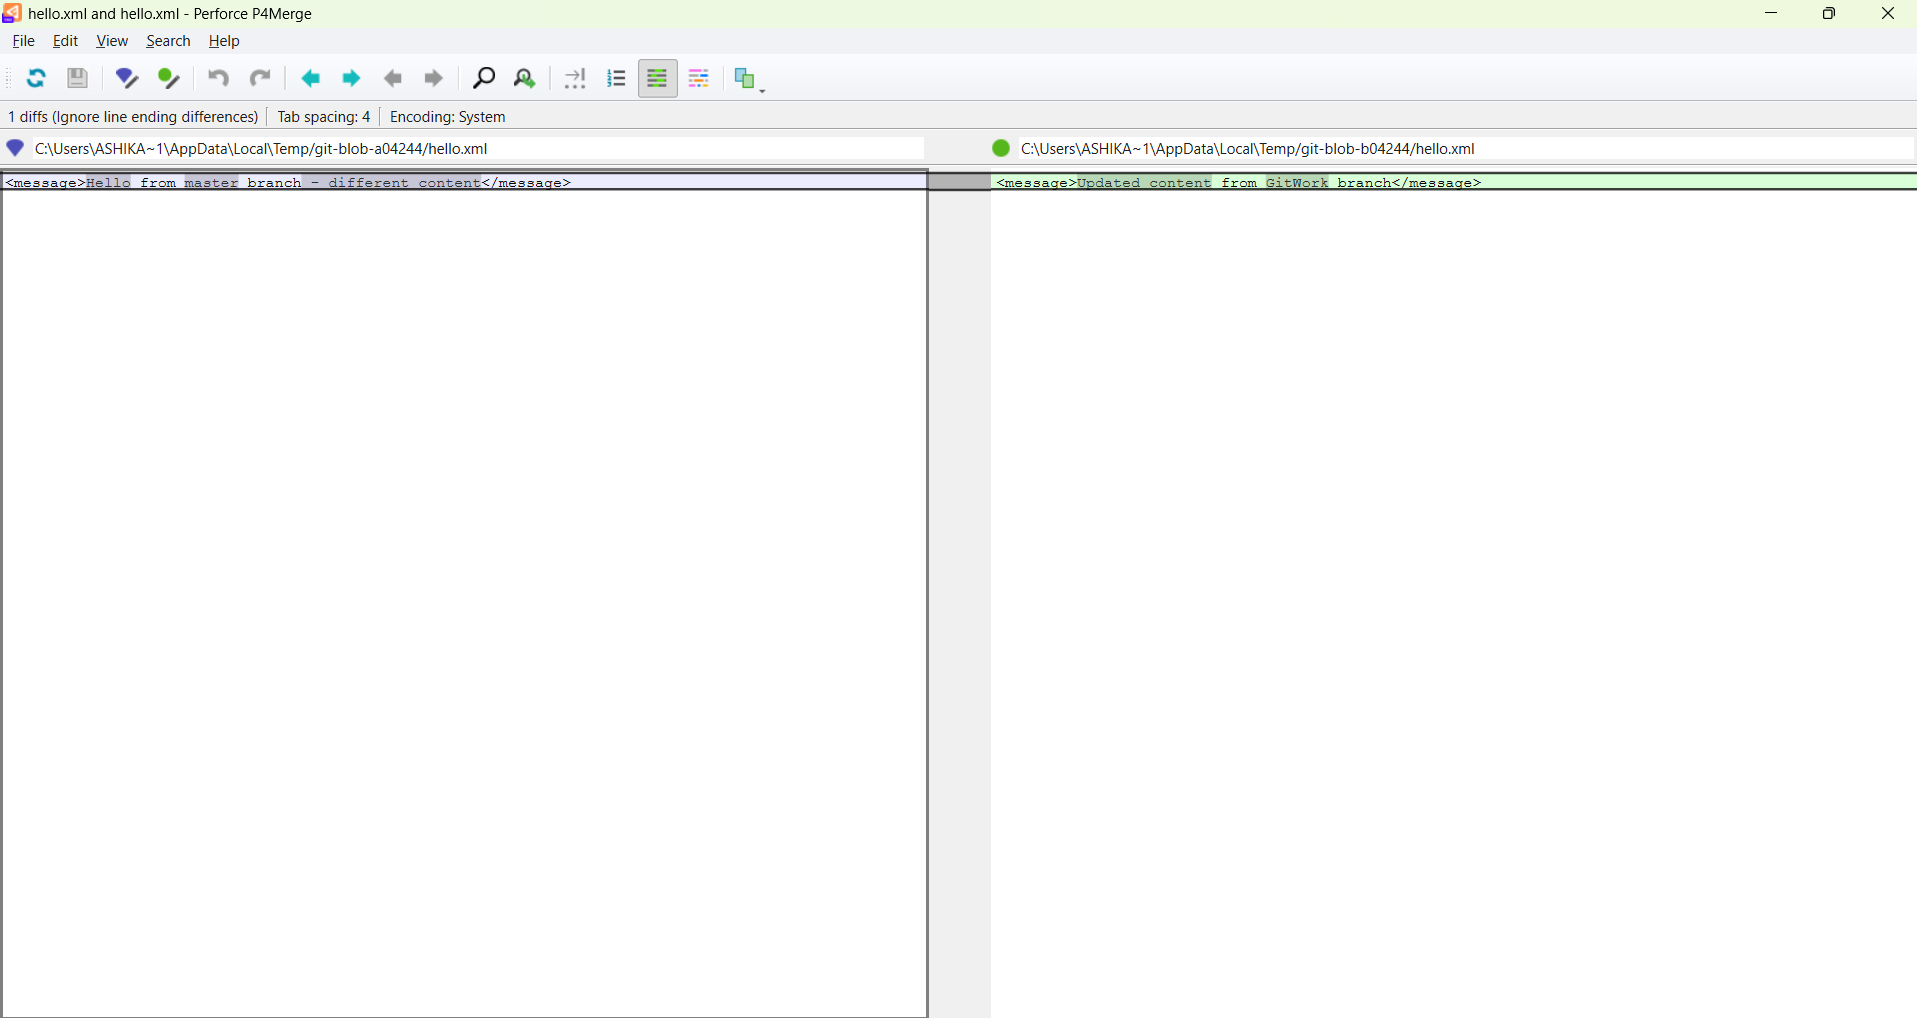 hello.xml and hello.xml - Perforce P4Merge
File Edit View Search Help
1 diffs (Ignore line ending differences) Tab spacing: 4 Encoding: System
C:\Users\ASHIKA~1\AppData\Local\Temp/git-blob-a04244/hello.xml
C:\Users\ASHIKA~1\AppData\Local\Temp/git-blob-b04244/hello.xml
<message>Hello from master branch - different content</message>
<message>Updated content from GitWork branch</message>